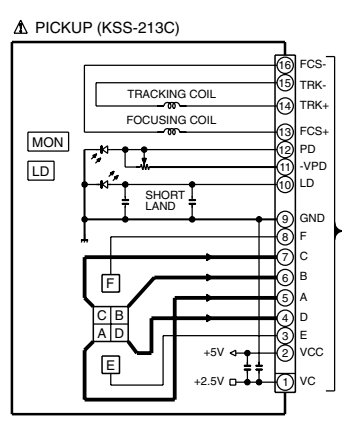 ⚠ PICKUP (KSS-213C)
16 FCS-
15 TRK-
TRACKING COIL
14 TRK+
FOCUSING COIL
13 FCS+
MON
12 PD
11 -VPD
LD
10 LD
SHORT
LAND
9 GND
8 F
7 C
F
6 B
5 A
C B
4 D
A D
3 E
E
+5V 2 VCC
+2.5V 1 VC